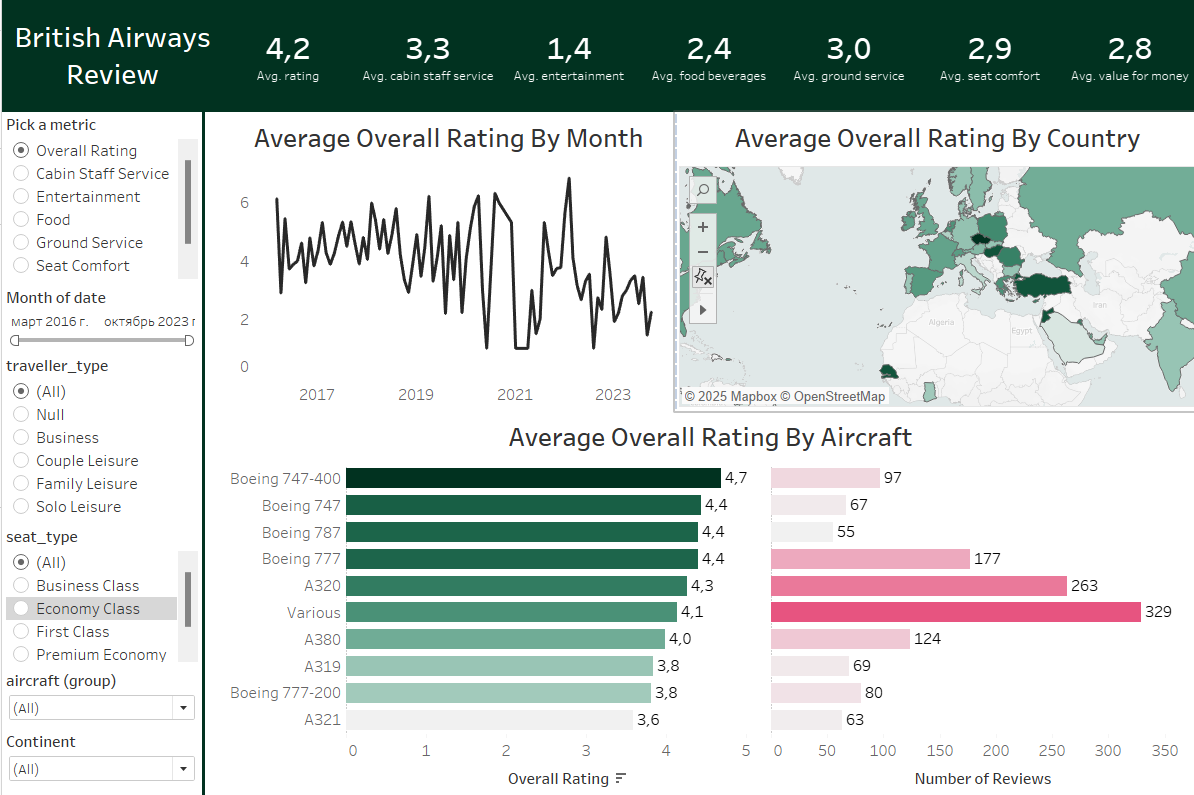 British Airways
Review
4,2
Avg. rating
3,3
Avg. cabin staff service
1,4
Avg. entertainment
2,4
Avg. food beverages
3,0
Avg. ground service
2,9
Avg. seat comfort
2,8
Avg. value for money
Pick a metric
Overall Rating
Cabin Staff Service
Entertainment
Food
Ground Service
Seat Comfort
Month of date
март 2016 г. октябрь 2023 г
traveller_type
(All)
Null
Business
Couple Leisure
Family Leisure
Solo Leisure
seat_type
(All)
Business Class
Economy Class
First Class
Premium Economy
aircraft (group)
(All)
Continent
(All)
Average Overall Rating By Month
6
4
2
0
2017 2019 2021 2023
Average Overall Rating By Country
Algeria
Egypt
Iran
© 2025 Mapbox © OpenStreetMap
Average Overall Rating By Aircraft
Boeing 747-400 4,7 97
Boeing 747 4,4 67
Boeing 787 4,4 55
Boeing 777 4,4 177
A320 4,3 263
Various 4,1 329
A380 4,0 124
A319 3,8 69
Boeing 777-200 3,8 80
A321 3,6 63
0 1 2 3 4 5 0 50 100 150 200 250 300 350
Overall Rating Number of Reviews